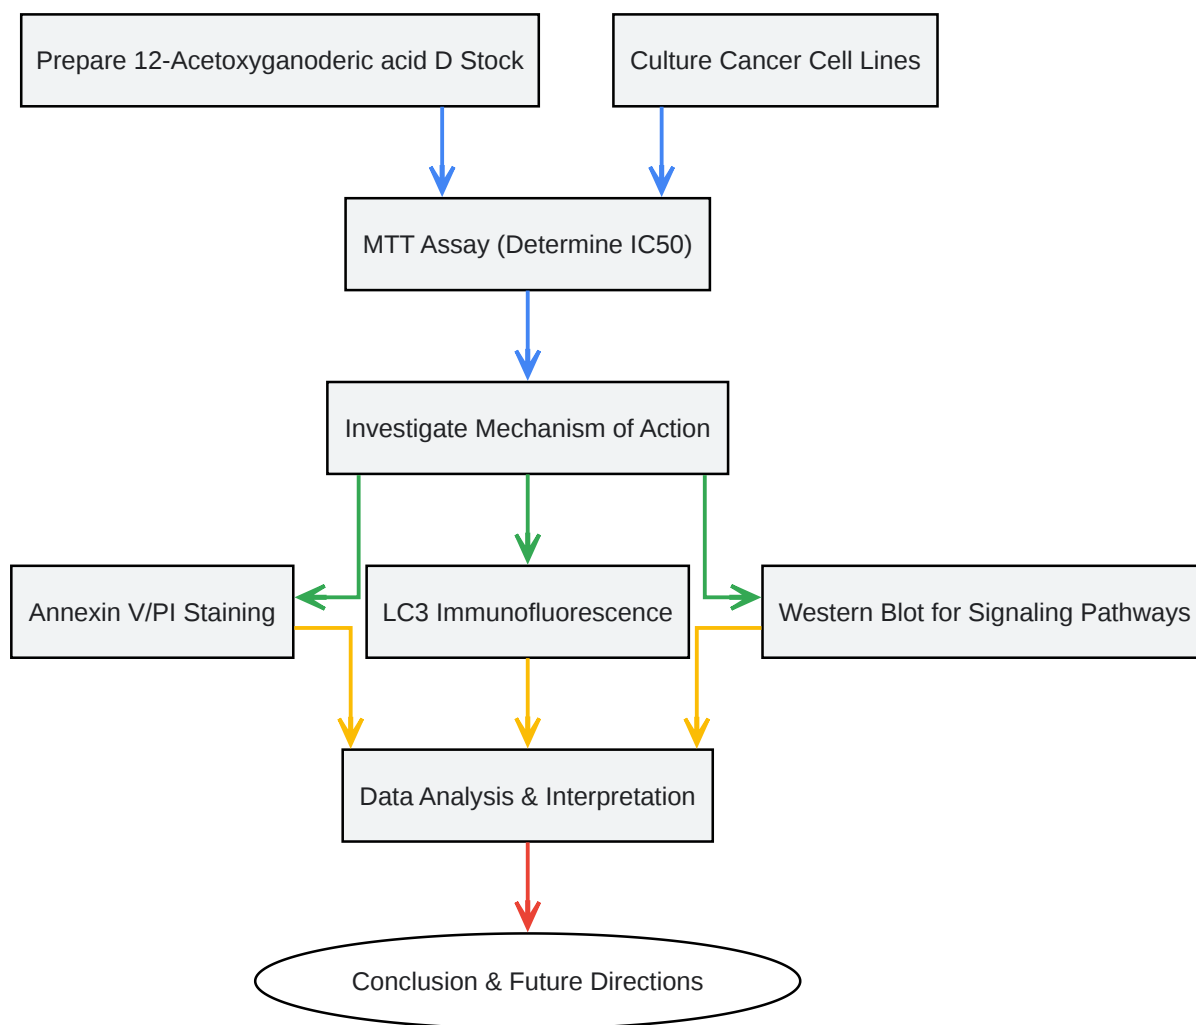 Prepare 12-Acetoxyganoderic acid D Stock
Culture Cancer Cell Lines
MTT Assay (Determine IC50)
Investigate Mechanism of Action
Annexin V/PI Staining
LC3 Immunofluorescence
Western Blot for Signaling Pathways
Data Analysis & Interpretation
Conclusion & Future Directions